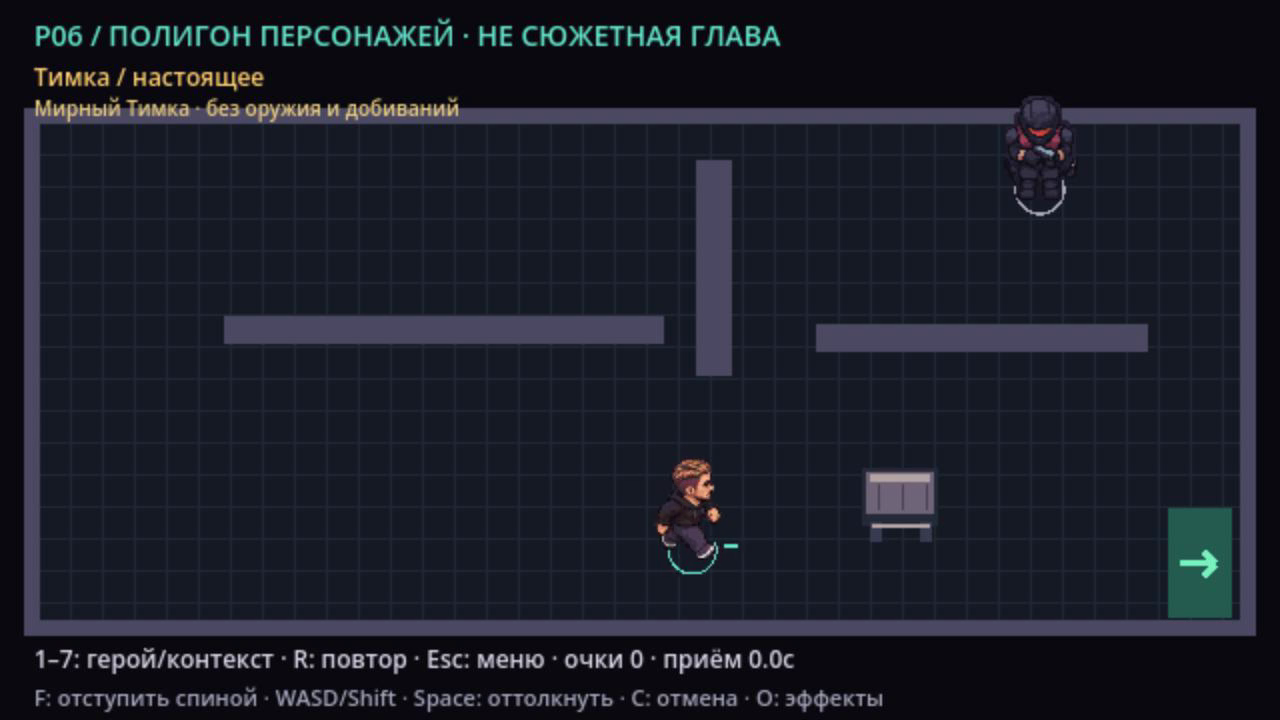 P06 / ПОЛИГОН ПЕРСОНАЖЕЙ · НЕ СЮЖЕТНАЯ ГЛАВА
Тимка / настоящее
Мирный Тимка · без оружия и добиваний
1–7: герой/контекст · R: повтор · Esc: меню · очки 0 · приём 0.0с
F: отступить спиной · WASD/Shift · Space: оттолкнуть · C: отмена · O: эффекты